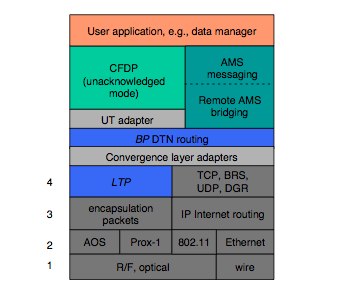 User application, e.g., data manager
CFDP
(unacknowledged
mode)
AMS
messaging
Remote AMS
bridging
UT adapter
BP DTN routing
Convergence layer adapters
4
LTP
TCP, BRS,
UDP, DGR
3
encapsulation
packets
IP Internet routing
2
AOS
Prox-1
802.11
Ethernet
1
R/F, optical
wire